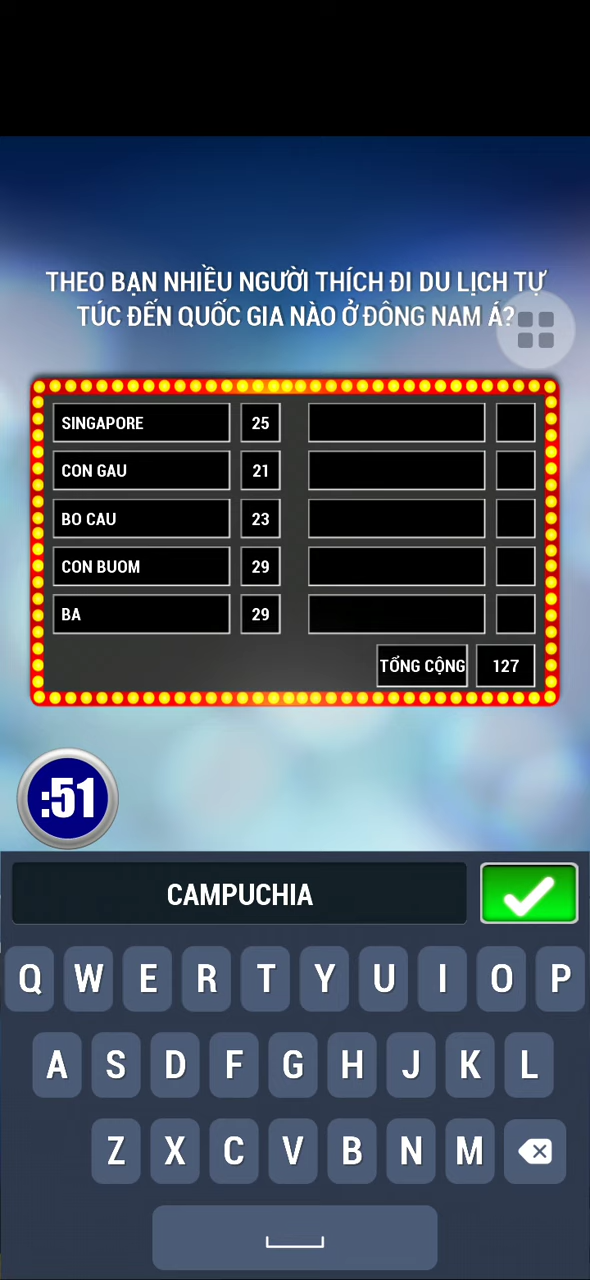 THEO BẠN NHIỀU NGƯỜI THÍCH ĐI DU LỊCH TỰ
TÚC ĐẾN QUỐC GIA NÀO Ở ĐÔNG NAM Á?
SINGAPORE 25
CON GAU 21
BO CAU 23
CON BUOM 29
BA 29
TỔNG CỘNG 127
:51
CAMPUCHIA
Q W E R T Y U I O P
A S D F G H J K L
Z X C V B N M